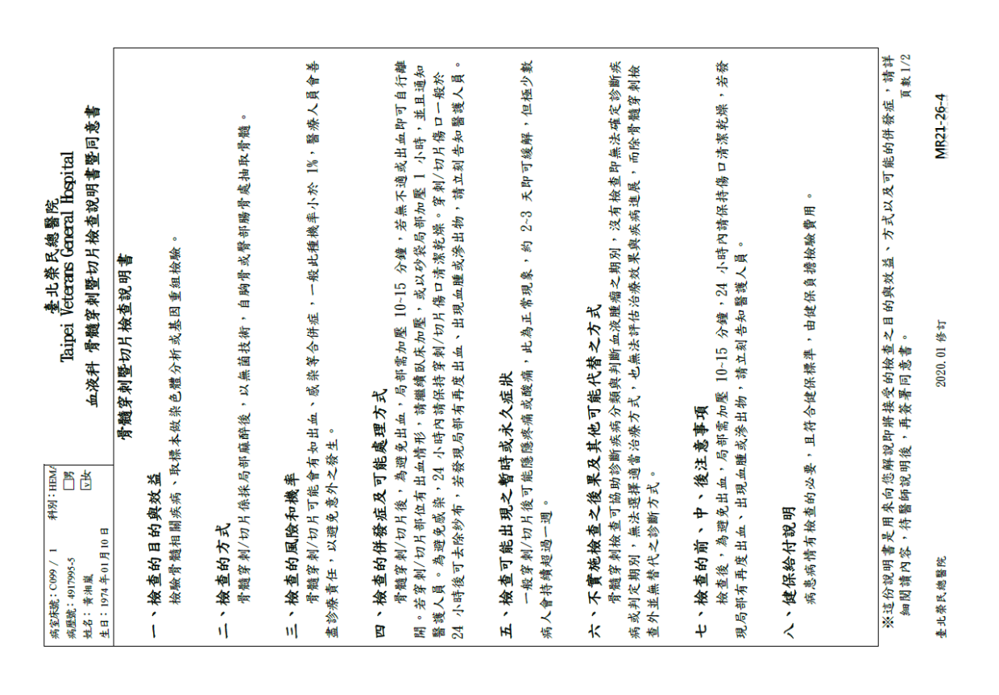 病室床號：C099 / 1 科別：HEMA
病歷號：4917995-5 □男
姓名：黃湘嵐 v女
生日：1974 年 01 月 10 日
臺北榮民總醫院
Taipei Veterans General Hospital
血液科 骨髓穿刺暨切片檢查說明書暨同意書
骨髓穿刺暨切片檢查說明書
一、檢查的目的與效益
檢驗骨髓相關疾病、取標本做染色體分析或基因重組檢驗。
二、檢查的方式
骨髓穿刺/切片係採局部麻醉後，以無菌技術，自胸骨或臀部腸骨處抽取骨髓。
三、檢查的風險和機率
骨髓穿刺/切片可能會有如出血、感染等合併症，一般此種機率小於 1%，醫療人員會善
盡診療責任，以避免意外之發生。
四、檢查的併發症及可能處理方式
骨髓穿刺/切片後，為避免出血，局部需加壓 10~15 分鐘，若無不適或出血即可自行離
開。若穿刺/切片部位有出血情形，請繼續臥床加壓，或以砂袋局部加壓 1 小時，並且通知
醫護人員。為避免感染，24 小時內請保持穿刺/切片傷口清潔乾燥。穿刺/切片傷口一般於
24 小時後可去除紗布，若發現局部有再度出血、出現血腫或滲出物，請立刻告知醫護人員。
五、檢查可能出現之暫時或永久症狀
一般穿刺/切片後可能隱隱疼痛或酸痛，此為正常現象，約 2~3 天即可緩解，但極少數
病人會持續超過一週。
六、不實施檢查之後果及其他可能代替之方式
骨髓穿刺檢查可協助診斷疾病分類與判斷血液腫瘤之期別，沒有檢查即無法確定診斷疾
病或判定期別，無法選擇適當治療方式，也無法評估治療效果與疾病進展，而除骨髓穿刺檢
查外並無替代之診斷方式。
七、檢查的前、中、後注意事項
檢查後，為避免出血，局部需加壓 10~15 分鐘，24 小時內請保持傷口清潔乾燥，若發
現局部有再度出血、出現血腫或滲出物，請立刻告知醫護人員。
八、健保給付說明
病患病情有檢查的必要，且符合健保標準，由健保負擔檢驗費用。
※這份說明書是用來向您解說即將接受的檢查之目的與效益、方式以及可能的併發症，請詳
細閱讀內容，待醫師說明後，再簽署同意書。 頁數 1/2
臺北榮民總醫院 2020.01 修訂 MR21-26-4